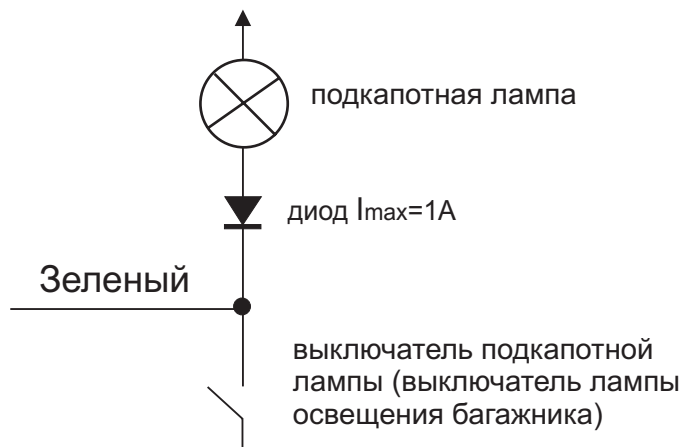 подкапотная лампа
диод Imax=1A
Зеленый
выключатель подкапотной
лампы (выключатель лампы
освещения багажника)